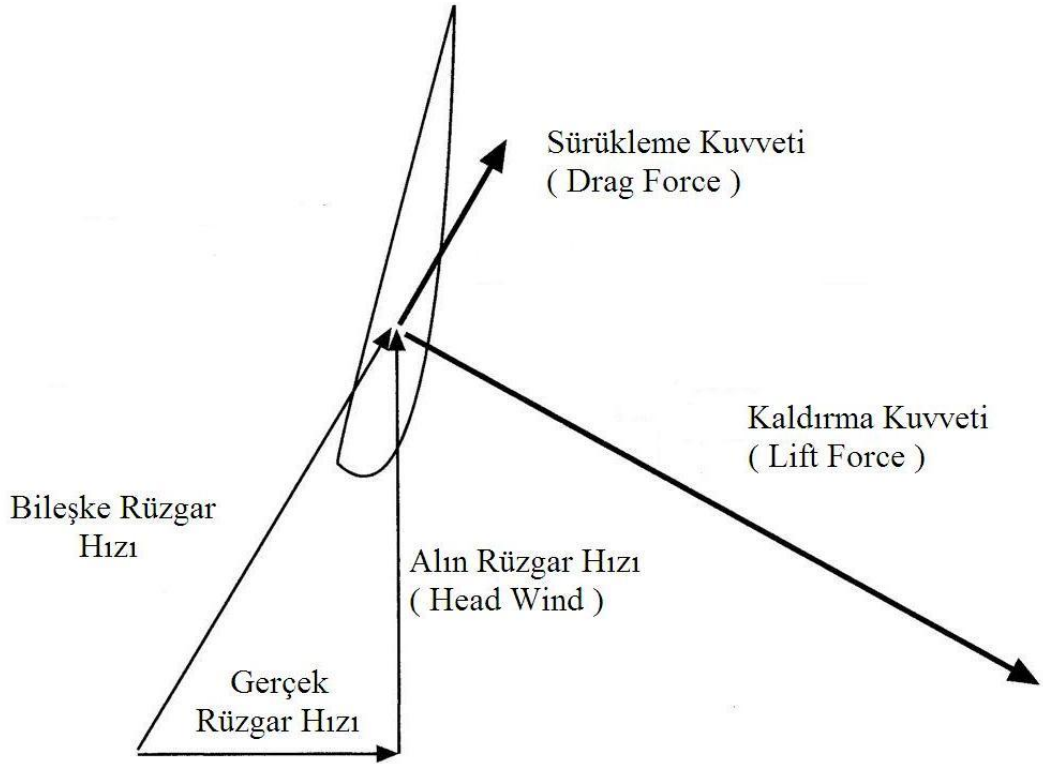 Sürükleme Kuvveti
( Drag Force )
Kaldırma Kuvveti
( Lift Force )
Bileşke Rüzgar
Hızı
Alın Rüzgar Hızı
( Head Wind )
Gerçek
Rüzgar Hızı